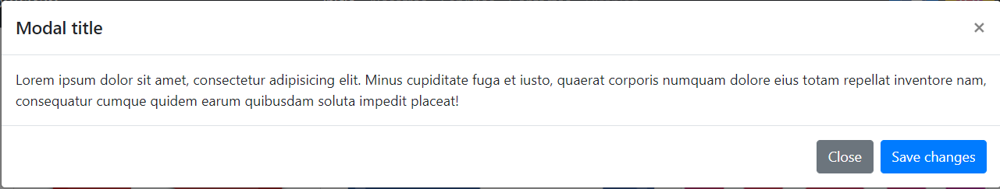 Modal title
×
Lorem ipsum dolor sit amet, consectetur adipisicing elit. Minus cupiditate fuga et iusto, quaerat corporis numquam dolore eius totam repellat inventore nam,
consequatur cumque quidem earum quibusdam soluta impedit placeat!
Close
Save changes